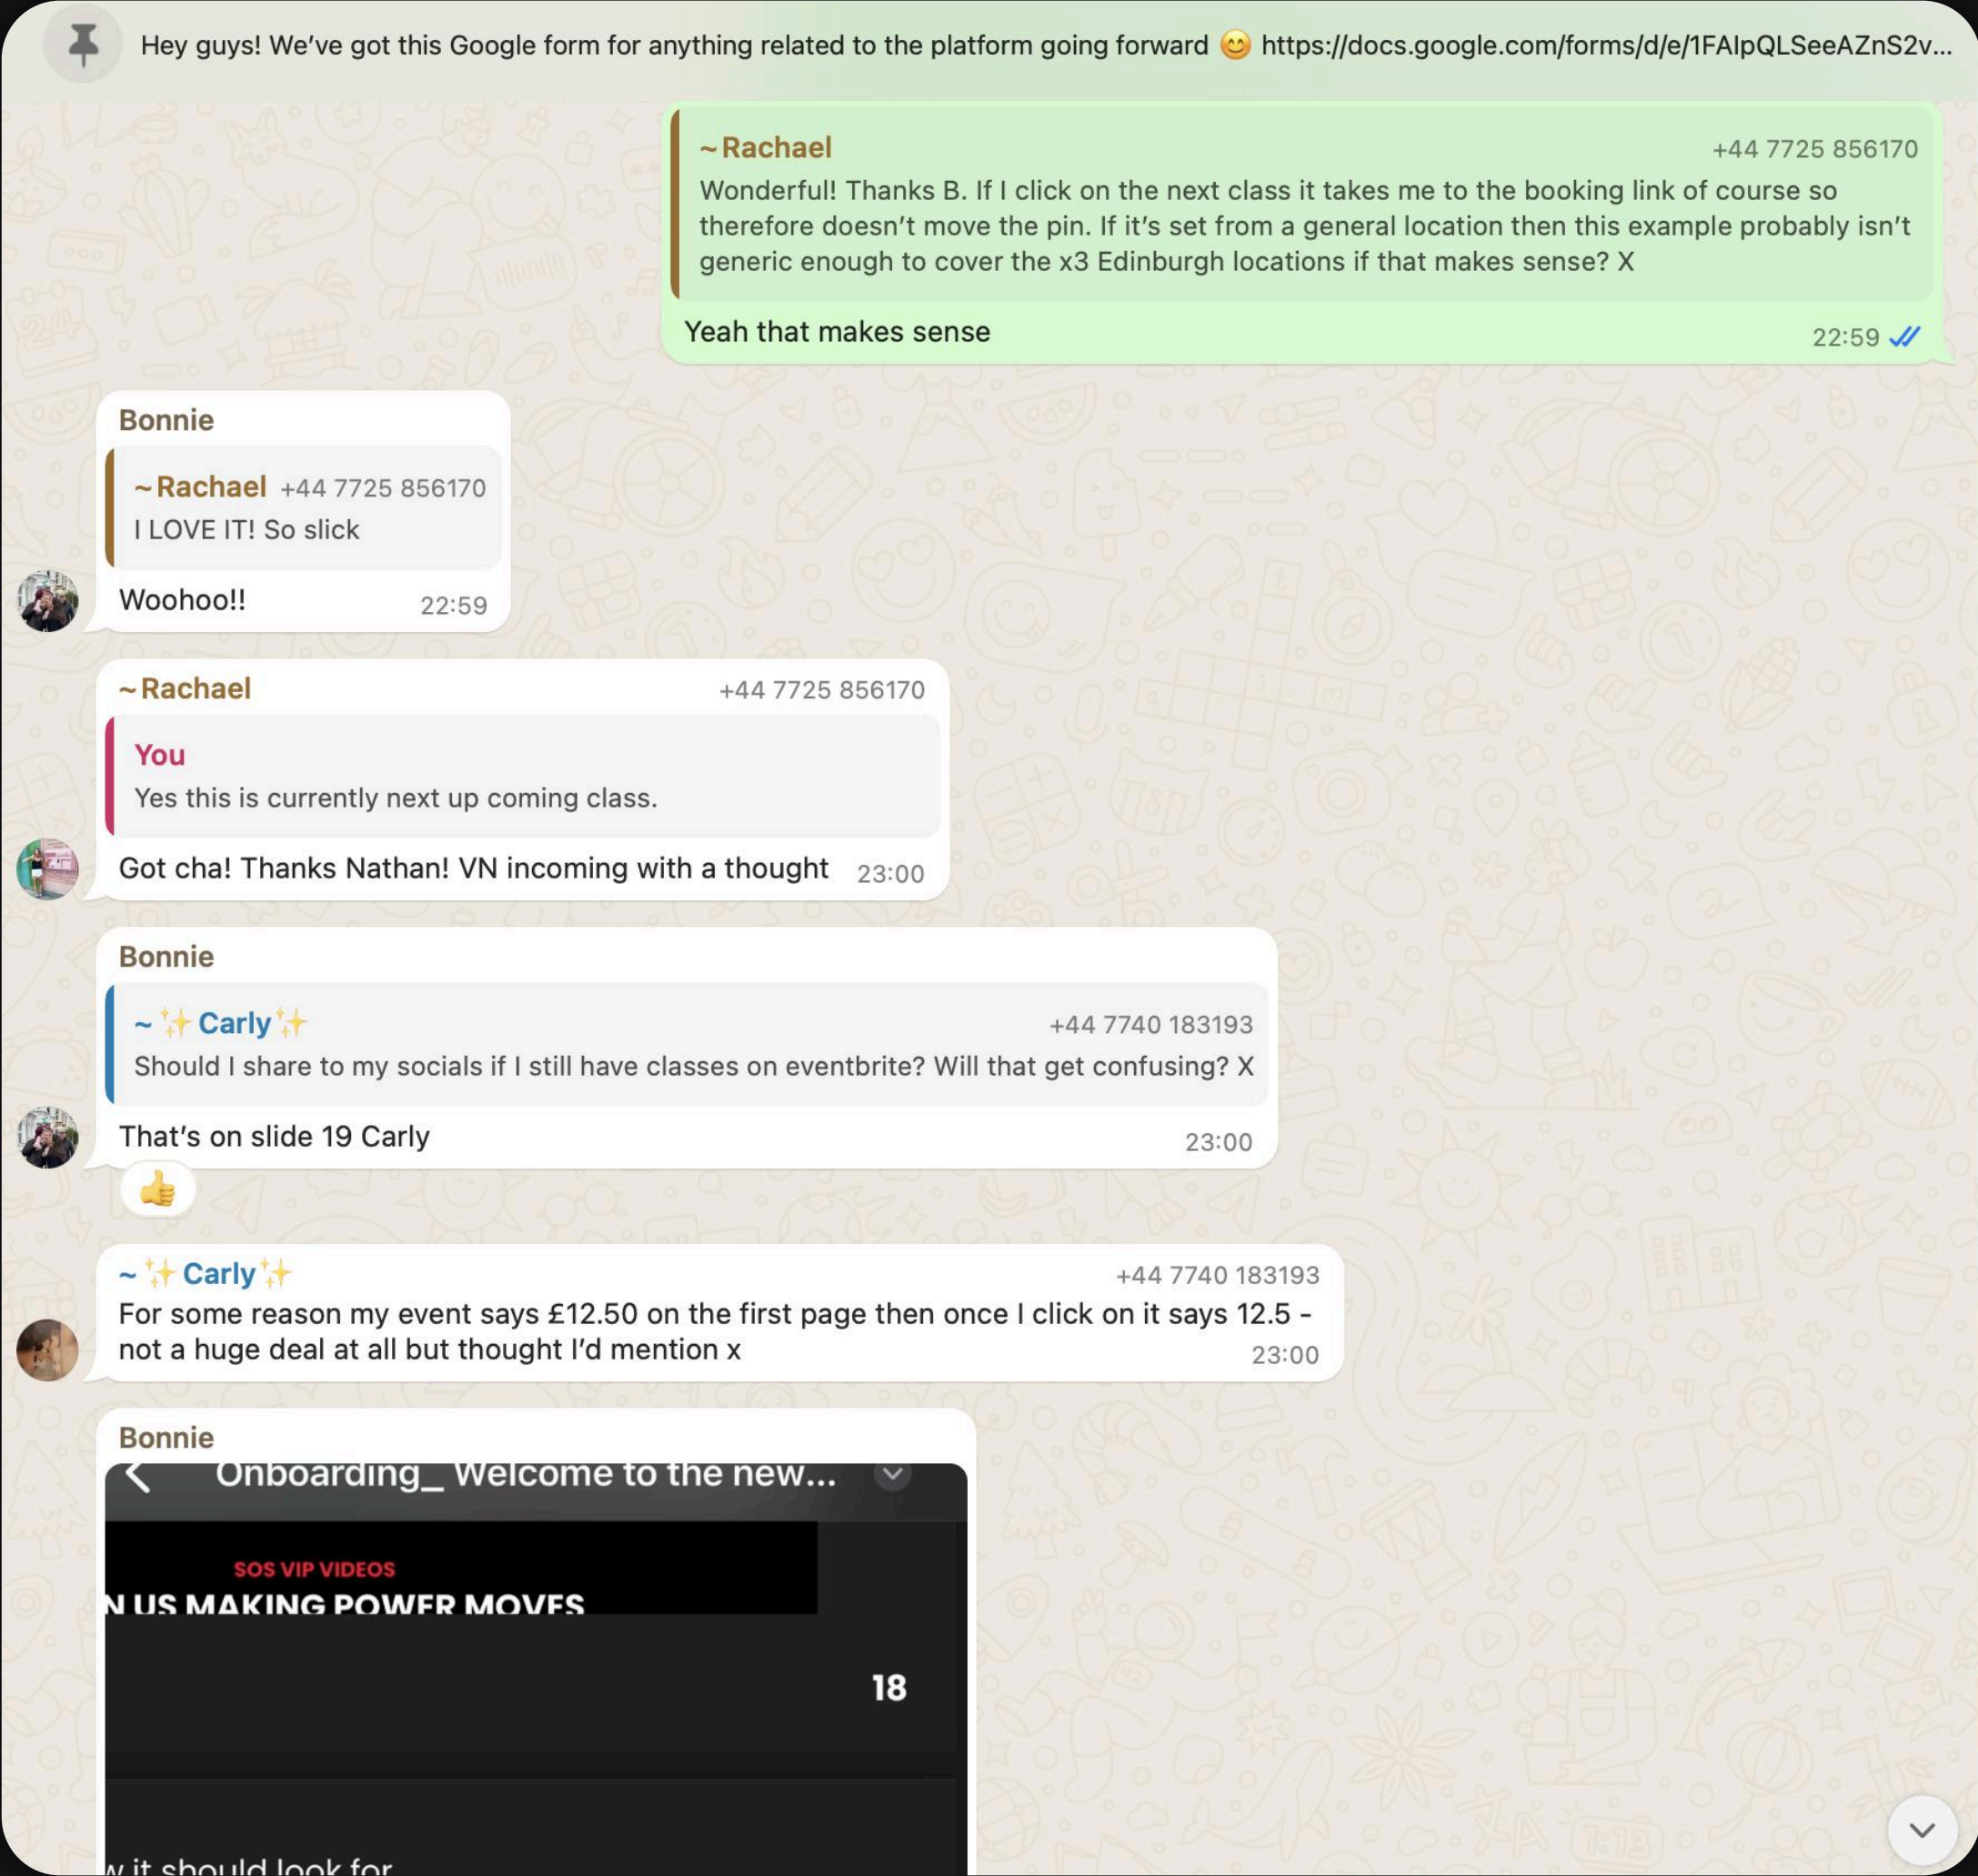 Hey guys! We’ve got this Google form for anything related to the platform going forward 😊 https://docs.google.com/forms/d/e/1FAIpQLSeeAZnS2v...
~Rachael +44 7725 856170
Wonderful! Thanks B. If I click on the next class it takes me to the booking link of course so
therefore doesn’t move the pin. If it’s set from a general location then this example probably isn’t
generic enough to cover the x3 Edinburgh locations if that makes sense? X
Yeah that makes sense
22:59
Bonnie
~Rachael +44 7725 856170
I LOVE IT! So slick
Woohoo!!
22:59
~Rachael +44 7725 856170
You
Yes this is currently next up coming class.
Got cha! Thanks Nathan! VN incoming with a thought
23:00
Bonnie
~ ✨ Carly ✨ +44 7740 183193
Should I share to my socials if I still have classes on eventbrite? Will that get confusing? X
That’s on slide 19 Carly
23:00
👍
~ ✨ Carly ✨ +44 7740 183193
For some reason my event says £12.50 on the first page then once I click on it says 12.5 -
not a huge deal at all but thought I’d mention x
23:00
Bonnie
Onboarding_ Welcome to the new...
SOS VIP VIDEOS
N US MAKING POWER MOVES
18
w it should look for